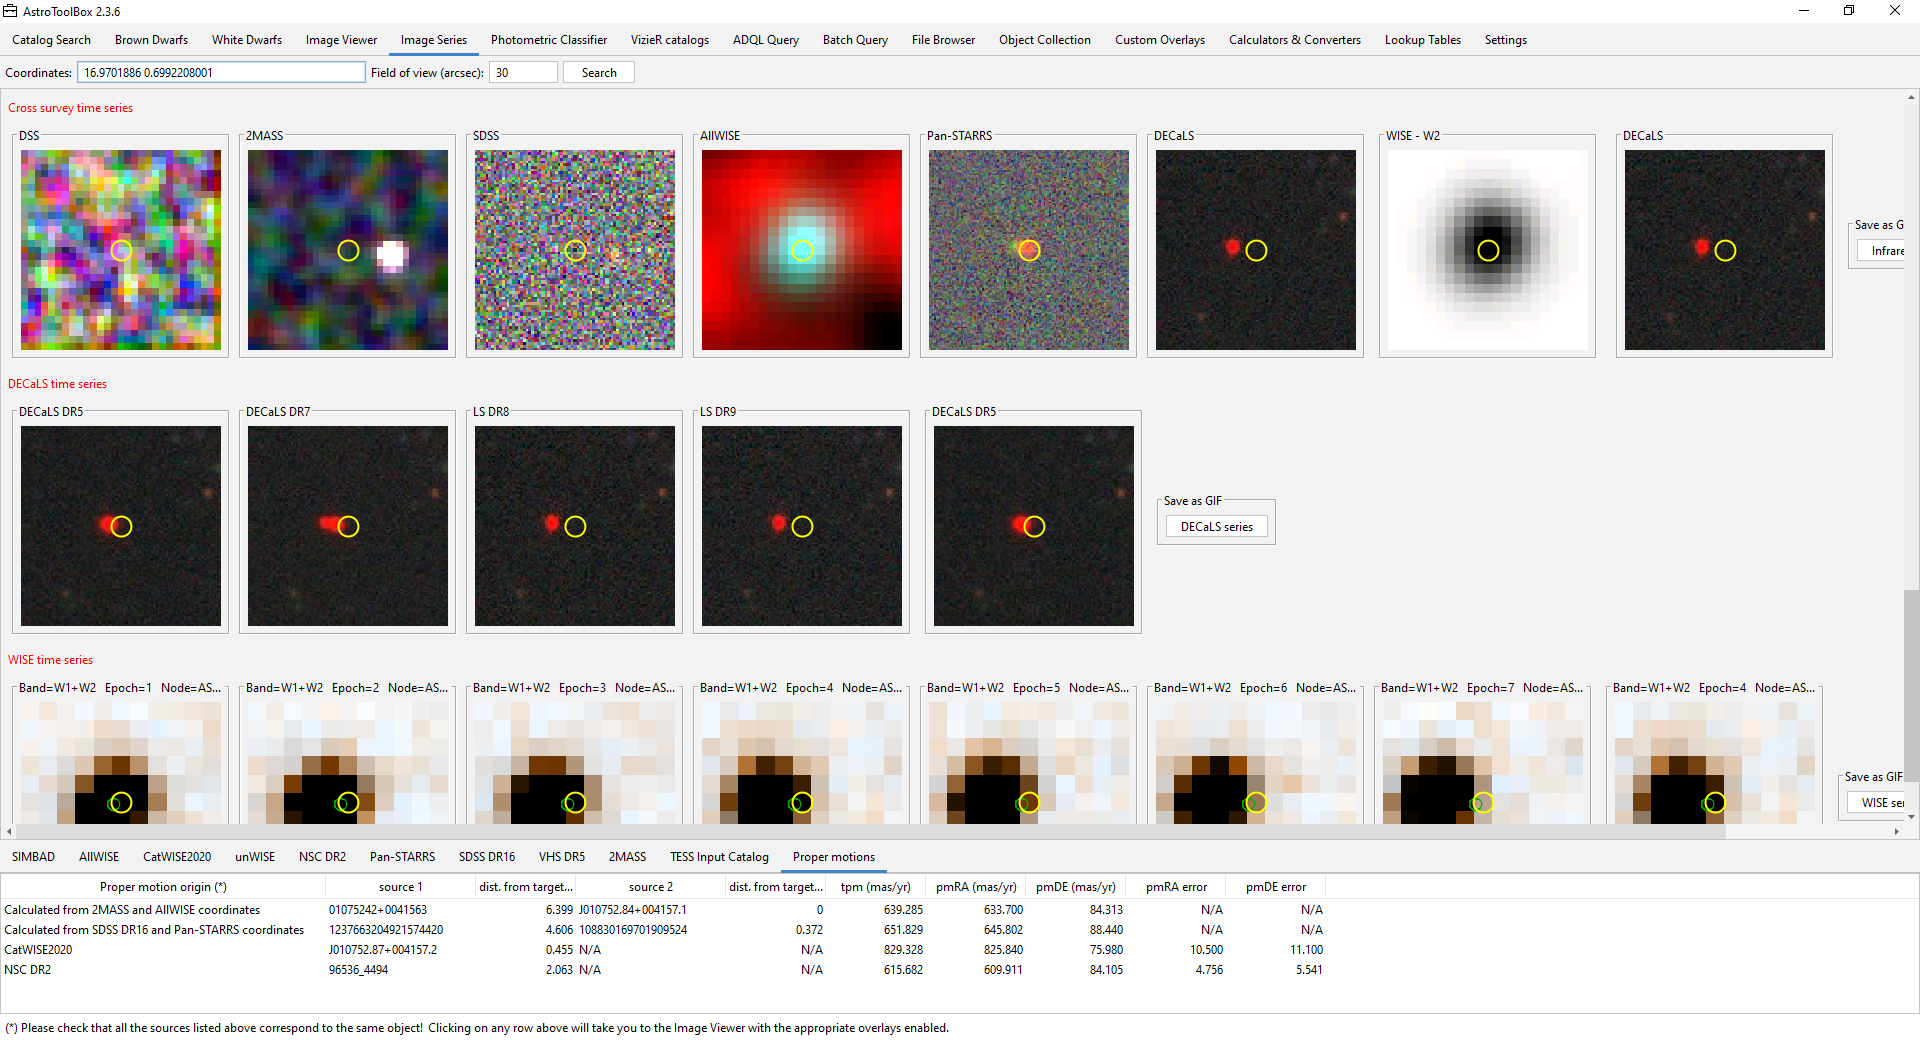 AstroToolBox 2.3.6
Catalog Search Brown Dwarfs White Dwarfs Image Viewer Image Series Photometric Classifier VizieR catalogs ADQL Query Batch Query File Browser Object Collection Custom Overlays Calculators & Converters Lookup Tables Settings
Coordinates: 16.9701886 0.6992208001 Field of view (arcsec): 30 Search
Cross survey time series
DSS 2MASS SDSS AllWISE Pan-STARRS DECaLS WISE - W2 DECaLS
Save as G
Infrare
DECaLS time series
DECaLS DR5 DECaLS DR7 LS DR8 LS DR9 DECaLS DR5
Save as GIF
DECaLS series
WISE time series
Band=W1+W2 Epoch=1 Node=AS... Band=W1+W2 Epoch=2 Node=AS... Band=W1+W2 Epoch=3 Node=AS... Band=W1+W2 Epoch=4 Node=AS... Band=W1+W2 Epoch=5 Node=AS... Band=W1+W2 Epoch=6 Node=AS... Band=W1+W2 Epoch=7 Node=AS... Band=W1+W2 Epoch=4 Node=AS...
Save as GIF
WISE ser
SIMBAD AllWISE CatWISE2020 unWISE NSC DR2 Pan-STARRS SDSS DR16 VHS DR5 2MASS TESS Input Catalog Proper motions
Proper motion origin (*) source 1 dist. from target... source 2 dist. from target... tpm (mas/yr) pmRA (mas/yr) pmDE (mas/yr) pmRA error pmDE error
Calculated from 2MASS and AllWISE coordinates 01075242+0041563 6.399 J010752.84+004157.1 0 639.285 633.700 84.313 N/A N/A
Calculated from SDSS DR16 and Pan-STARRS coordinates 1237663204921574420 4.606 108830169701909524 0.372 651.829 645.802 88.440 N/A N/A
CatWISE2020 J010752.87+004157.2 0.455 N/A N/A 829.328 825.840 75.980 10.500 11.100
NSC DR2 96536_4494 2.063 N/A N/A 615.682 609.911 84.105 4.756 5.541
(*) Please check that all the sources listed above correspond to the same object! Clicking on any row above will take you to the Image Viewer with the appropriate overlays enabled.